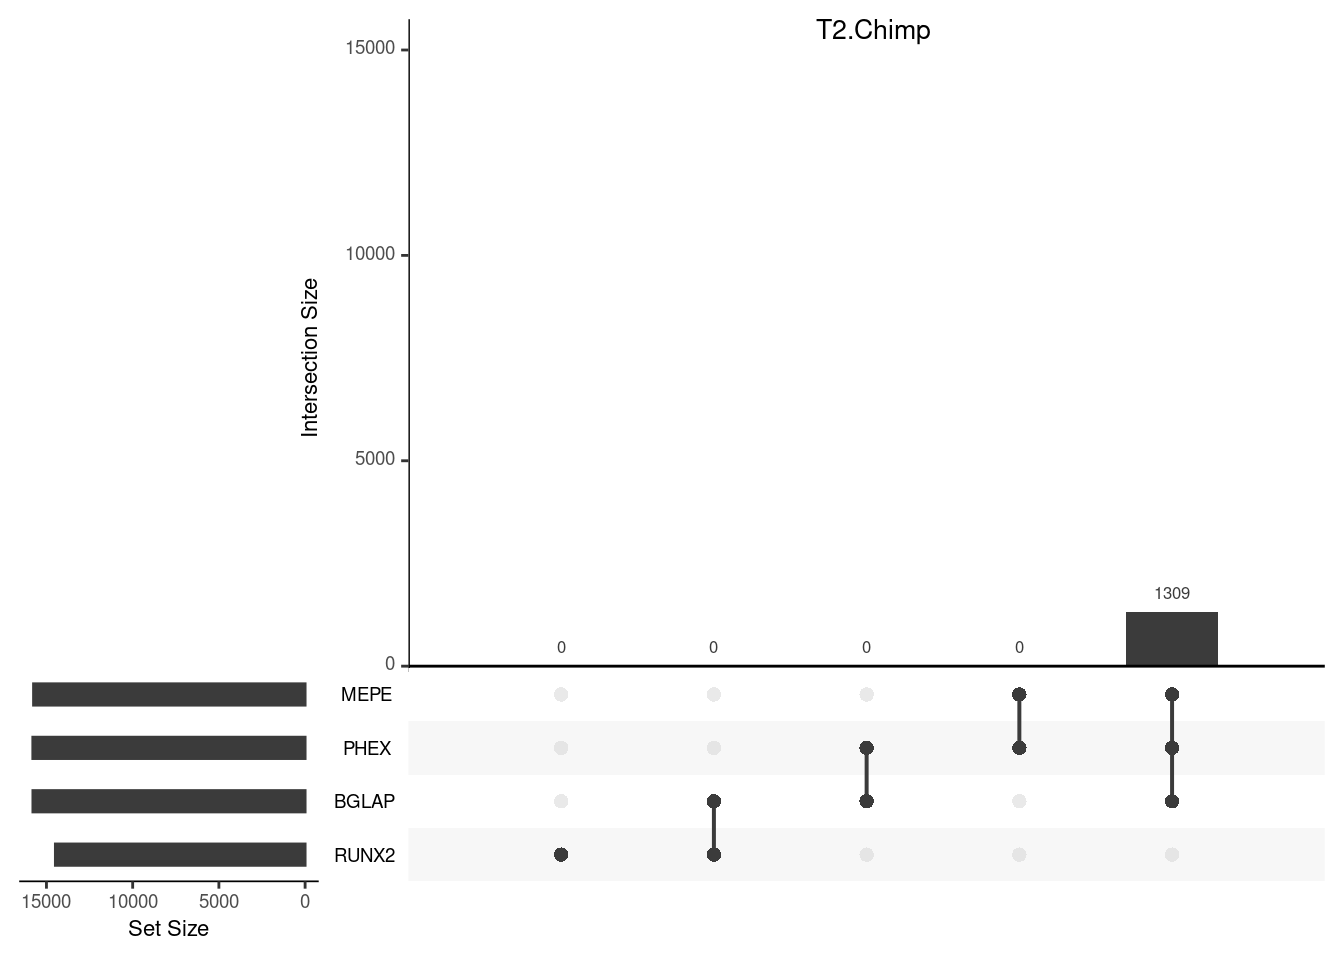 T2.Chimp
15000
10000
5000
0
Intersection Size
0
0
0
0
1309
MEPE
PHEX
BGLAP
RUNX2
15000 10000 5000 0
Set Size